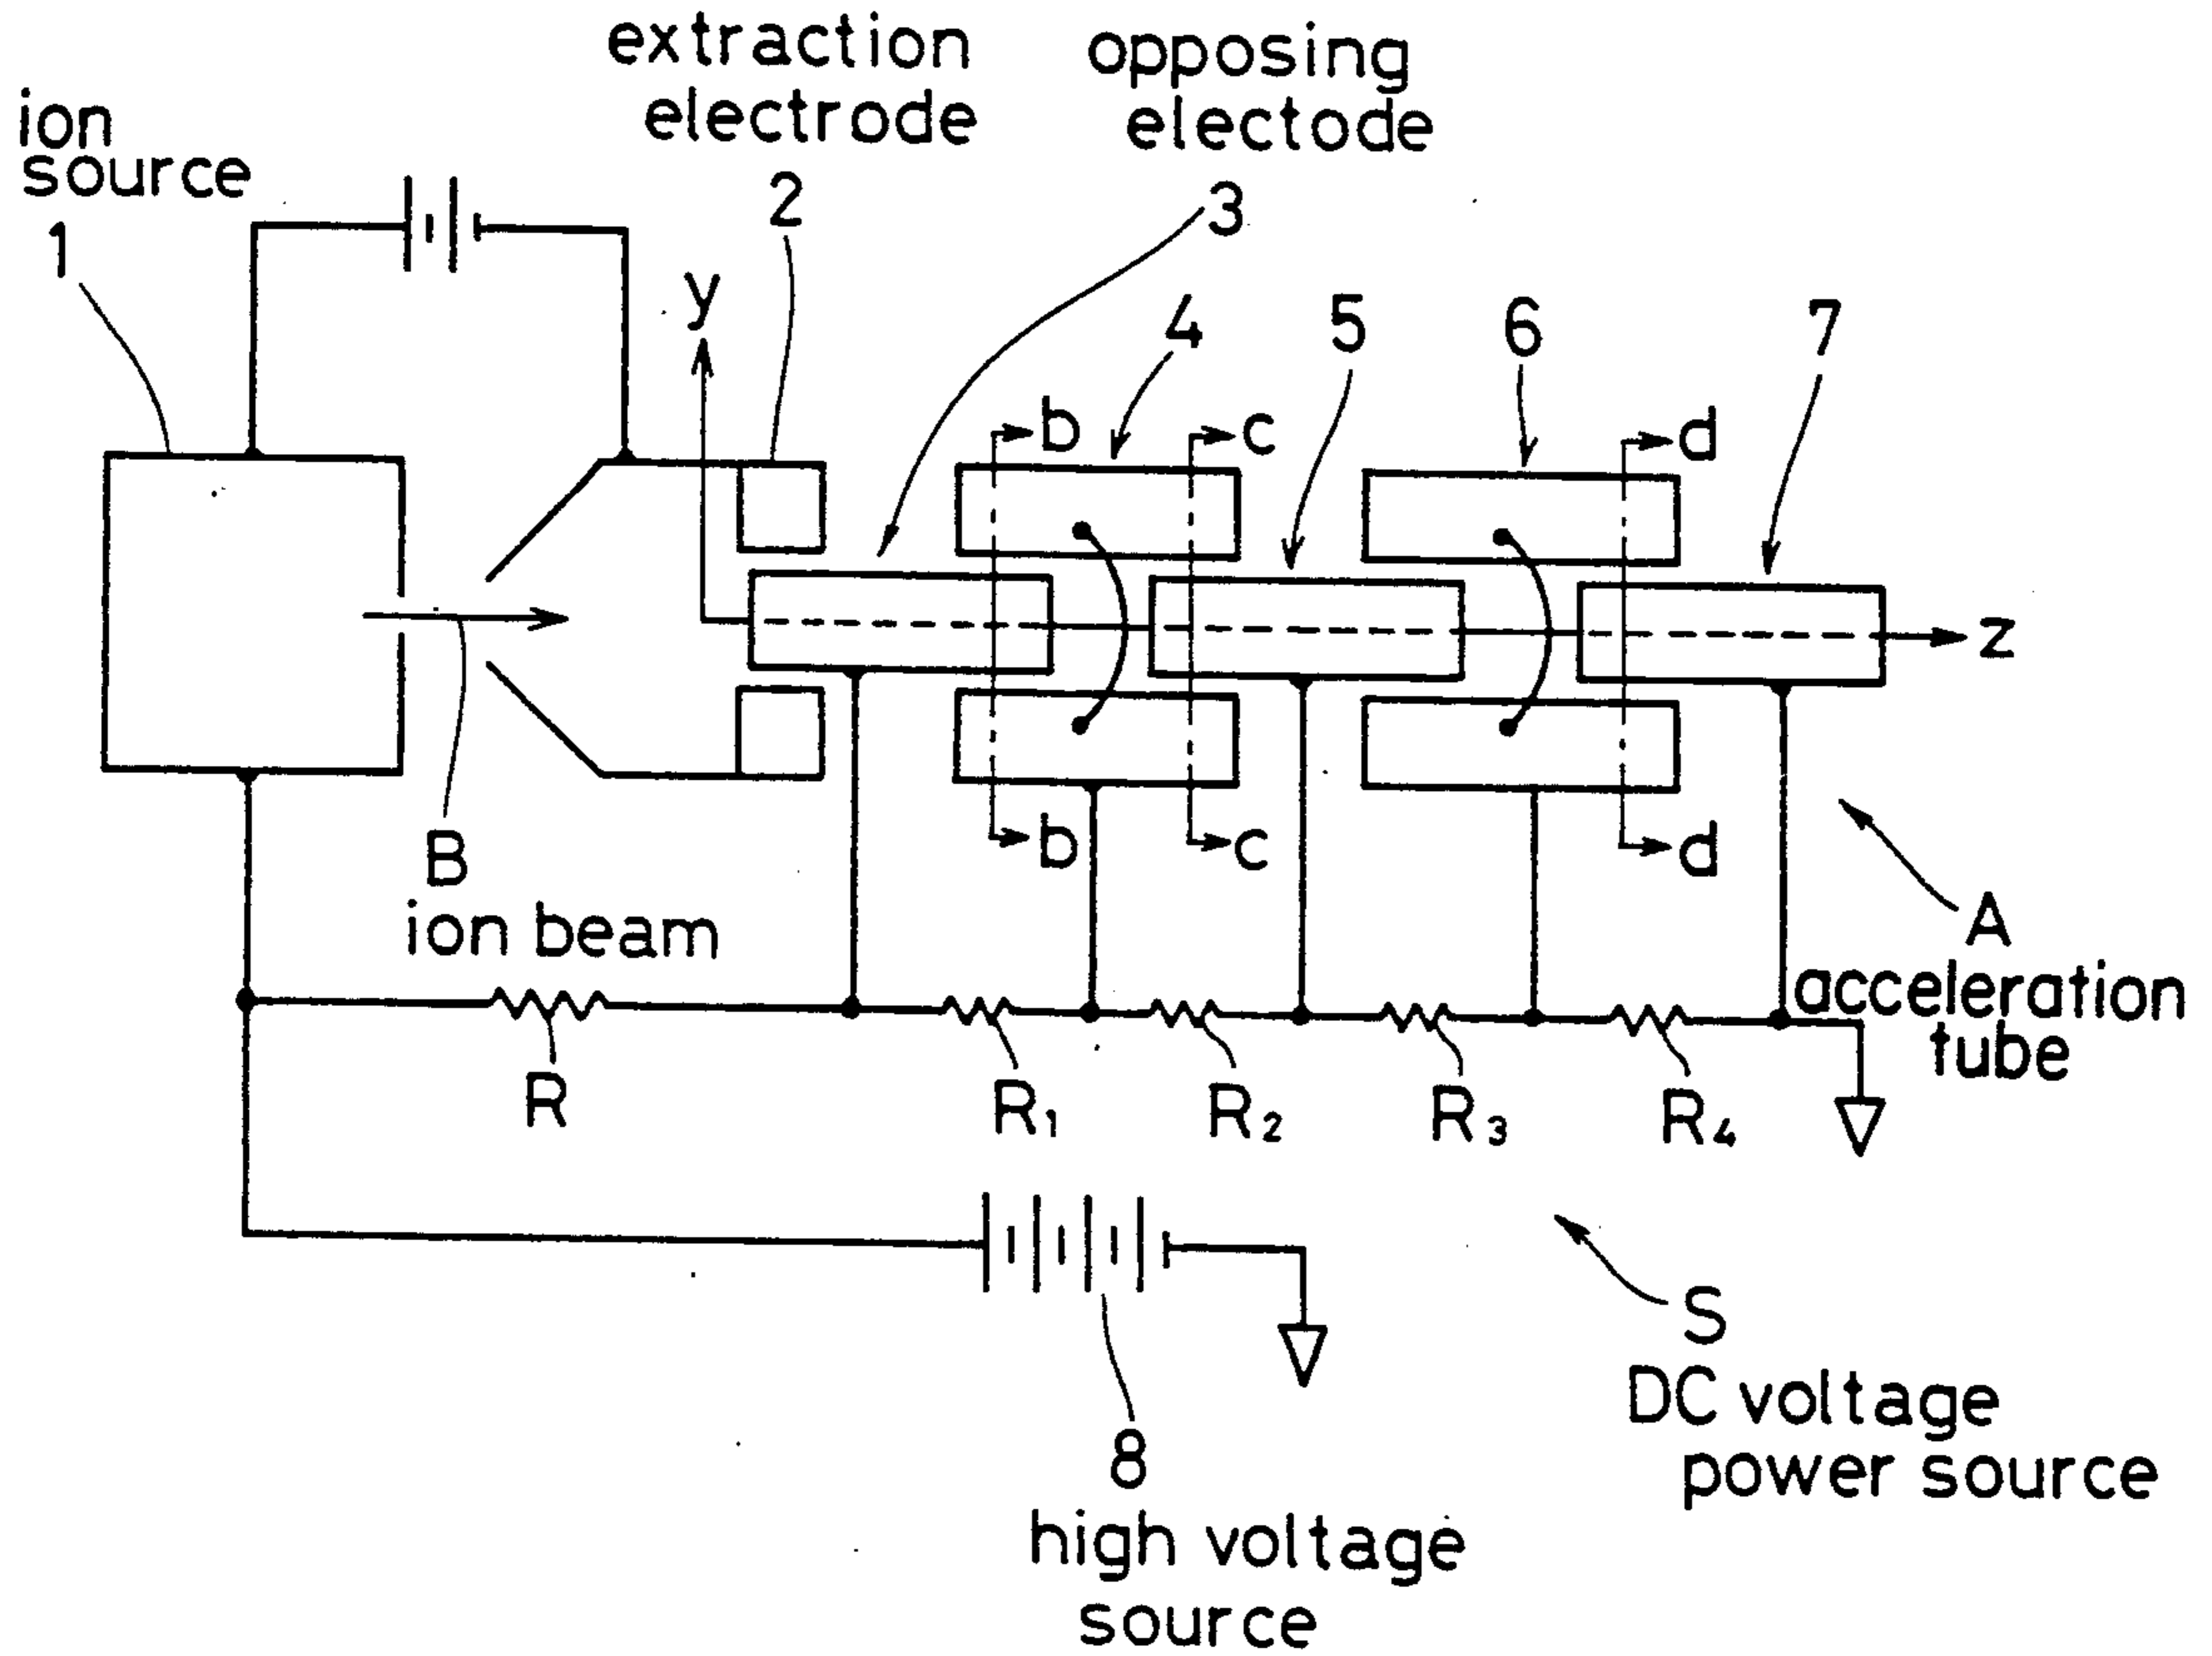 extraction
electrode
2
opposing
electode
3
ion
source
1
y
4
5
6
7
b
c
d
z
b
c
d
B
ion beam
A
acceleration
tube
R
R1
R2
R3
R4
S
DC voltage
power source
8
high voltage
source